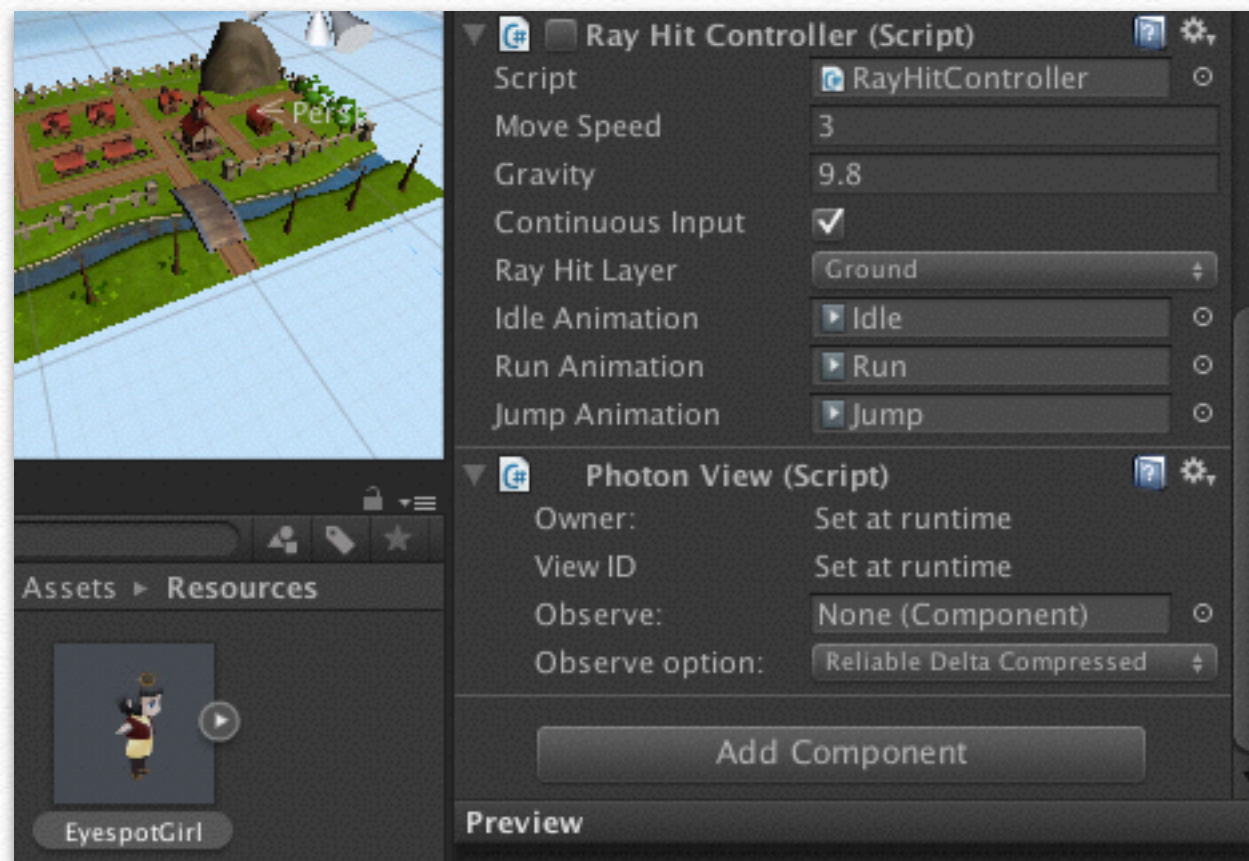 Persp
Assets ▸ Resources
EyespotGirl
Ray Hit Controller (Script)
Script RayHitController
Move Speed 3
Gravity 9.8
Continuous Input
Ray Hit Layer Ground
Idle Animation Idle
Run Animation Run
Jump Animation Jump
Photon View (Script)
Owner: Set at runtime
View ID Set at runtime
Observe: None (Component)
Observe option: Reliable Delta Compressed
Add Component
Preview